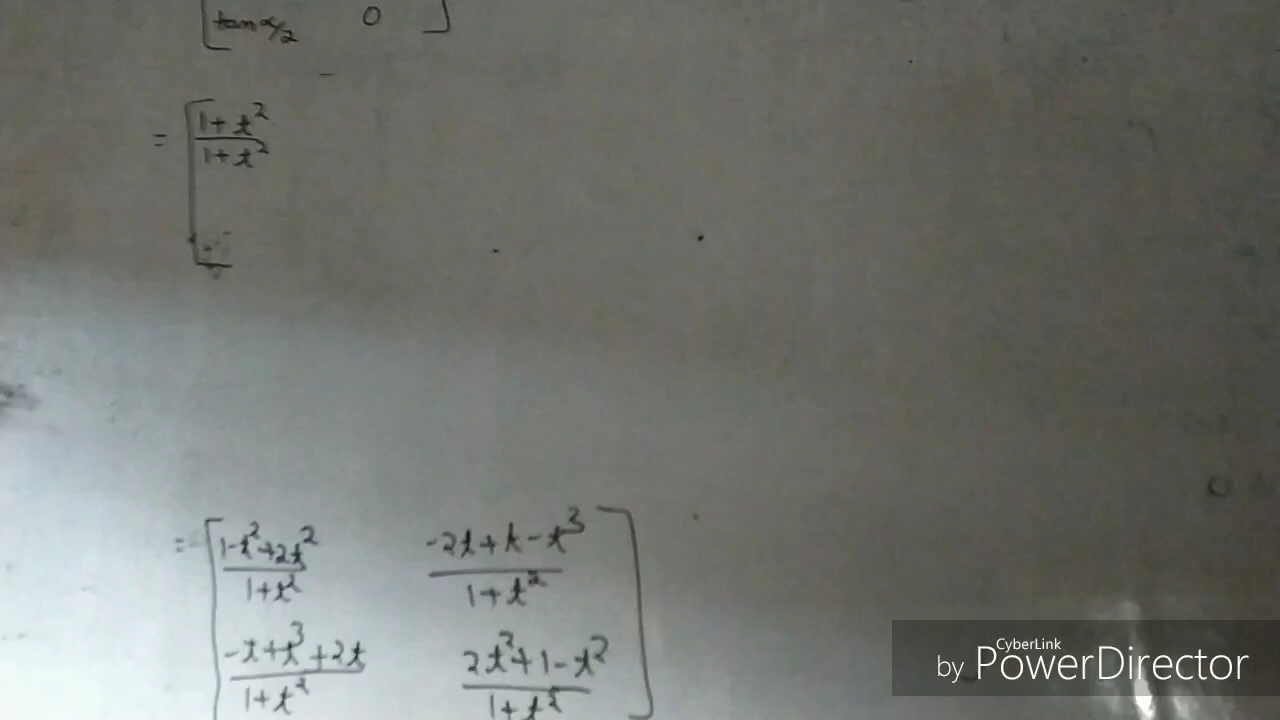 [tan α/2 0]
= [1+t²
1+t²
= [1-t²+2t² -2t+t-t³]
1+t² 1+t²
-t+t³+2t 2t²+1-t²
1+t² 1+t²
CyberLink
by PowerDirector